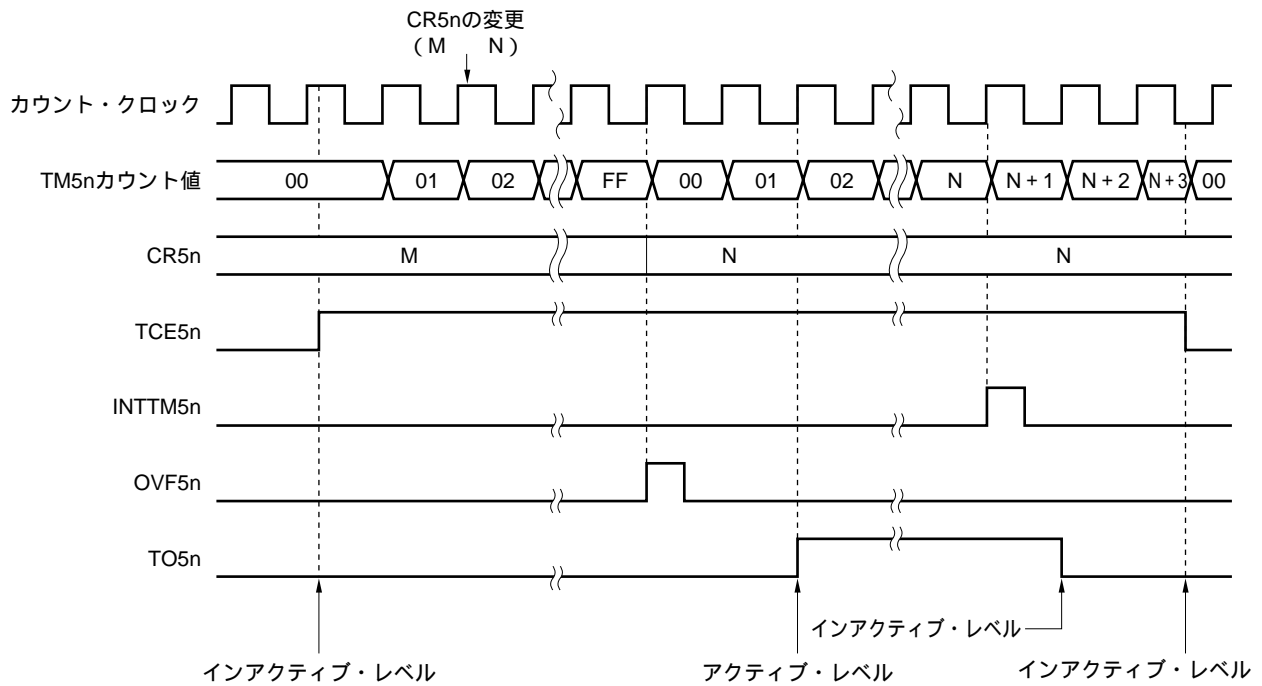 CR5nの変更
（M　N）
カウント・クロック
TM5nカウント値 00 01 02 FF 00 01 02 N N + 1 N + 2 N + 3 00
CR5n M N N
TCE5n
INTTM5n
OVF5n
TO5n
インアクティブ・レベル
インアクティブ・レベル アクティブ・レベル インアクティブ・レベル